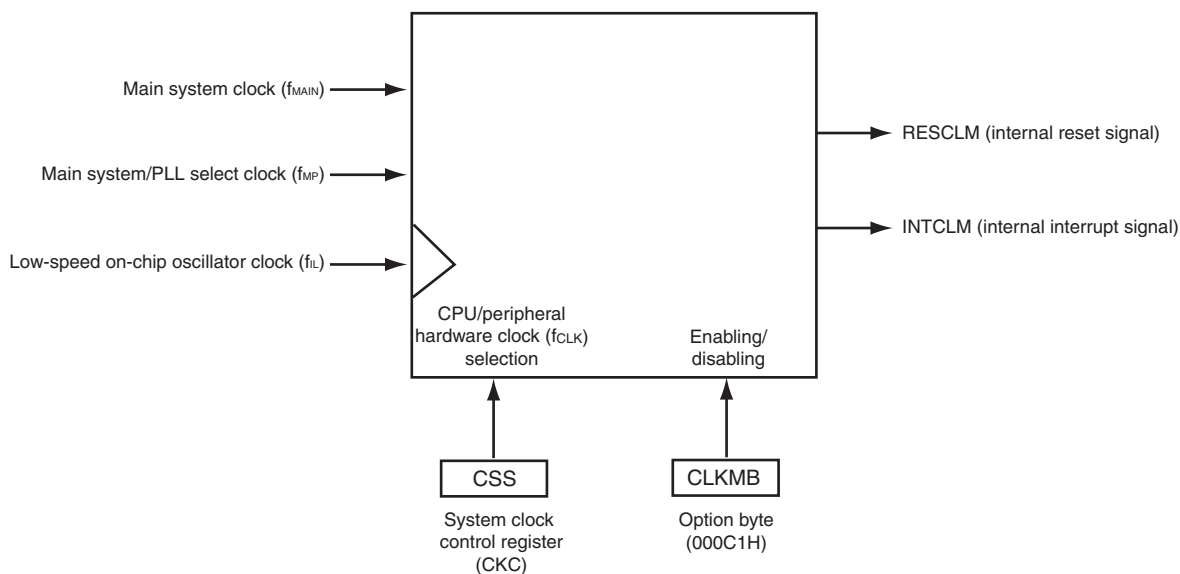 Main system clock (fMAIN)
RESCLM (internal reset signal)
Main system/PLL select clock (fMP)
INTCLM (internal interrupt signal)
Low-speed on-chip oscillator clock (fIL)
CPU/peripheral
hardware clock (fCLK)
selection
Enabling/
disabling
CSS
CLKMB
System clock
control register
(CKC)
Option byte
(000C1H)